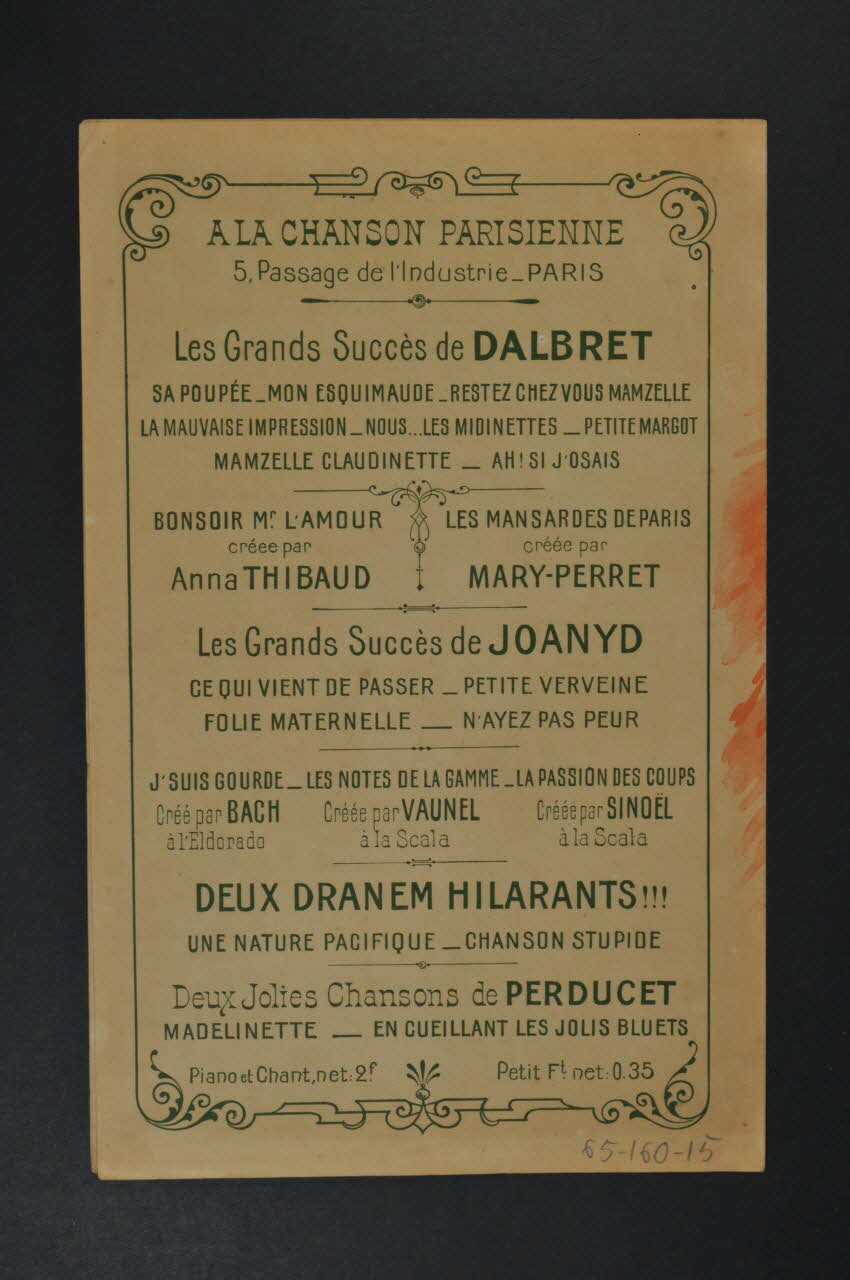 A LA CHANSON PARISIENNE
5, Passage de l'Industrie _ PARIS
Les Grands Succès de DALBRET
SA POUPÉE _ MON ESQUIMAUDE _ RESTEZ CHEZ VOUS MAMZELLE
LA MAUVAISE IMPRESSION _ NOUS... LES MIDINETTES _ PETITE MARGOT
MAMZELLE CLAUDINETTE _ AH! SI J'OSAIS
BONSOIR Mr L'AMOUR
créee par
Anna THIBAUD
LES MANSARDES DE PARIS
créée par
MARY-PERRET
Les Grands Succès de JOANYD
CE QUI VIENT DE PASSER _ PETITE VERVEINE
FOLIE MATERNELLE _ N'AYEZ PAS PEUR
J'SUIS GOURDE _ LES NOTES DE LA GAMME _ LA PASSION DES COUPS
Créé par BACH Créée par VAUNEL Créée par SINOËL
à l'Eldorado à la Scala à la Scala
DEUX DRANEM HILARANTS!!!
UNE NATURE PACIFIQUE _ CHANSON STUPIDE
Deux Jolies Chansons de PERDUCET
MADELINETTE _ EN CUEILLANT LES JOLIS BLUETS
Piano et Chant, net: 2f Petit Ft net: 0.35
65-160-15